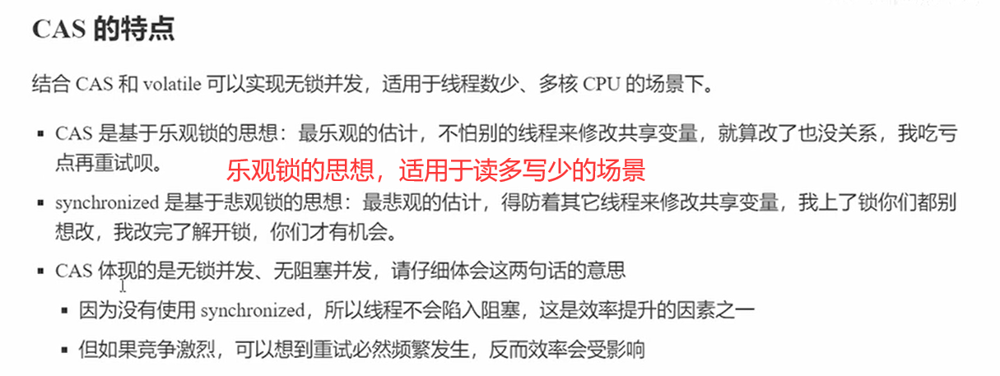 CAS 的特点
结合 CAS 和 volatile 可以实现无锁并发，适用于线程数少、多核 CPU 的场景下。
CAS 是基于乐观锁的思想：最乐观的估计，不怕别的线程来修改共享变量，就算改了也没关系，我吃亏
点再重试呗。
乐观锁的思想，适用于读多写少的场景
synchronized 是基于悲观锁的思想：最悲观的估计，得防着其它线程来修改共享变量，我上了锁你们都别
想改，我改完了解开锁，你们才有机会。
CAS 体现的是无锁并发、无阻塞并发，请仔细体会这两句话的意思
因为没有使用 synchronized，所以线程不会陷入阻塞，这是效率提升的因素之一
但如果竞争激烈，可以想到重试必然频繁发生，反而效率会受影响